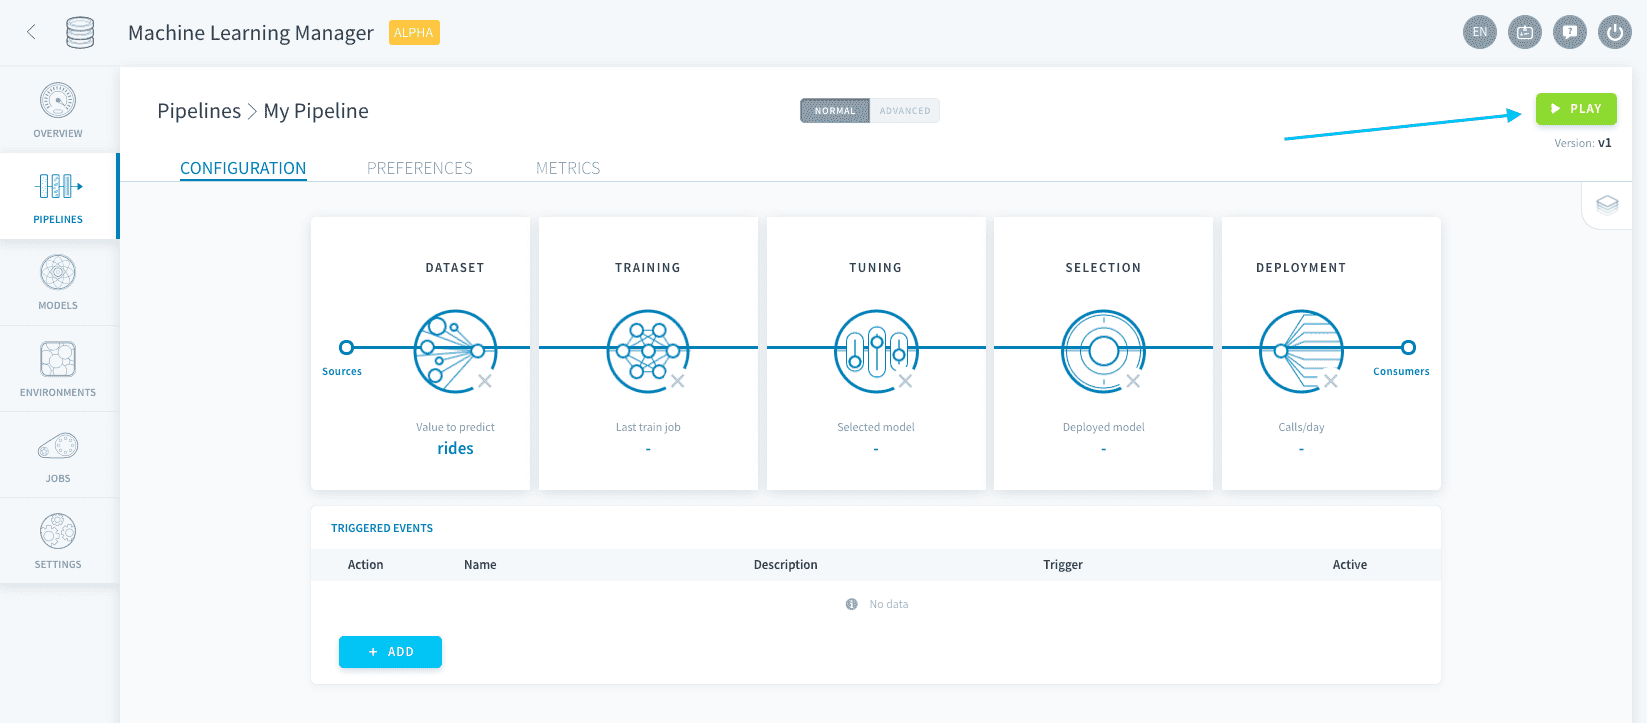 Machine Learning Manager ALPHA EN
Pipelines > My Pipeline NORMAL ADVANCED PLAY
Version: v1
CONFIGURATION PREFERENCES METRICS
OVERVIEW
PIPELINES
MODELS
ENVIRONMENTS
JOBS
SETTINGS
DATASET TRAINING TUNING SELECTION DEPLOYMENT
Sources Consumers
Value to predict Last train job Selected model Deployed model Calls/day
rides - - - -
TRIGGERED EVENTS
Action Name Description Trigger Active
No data
+ ADD